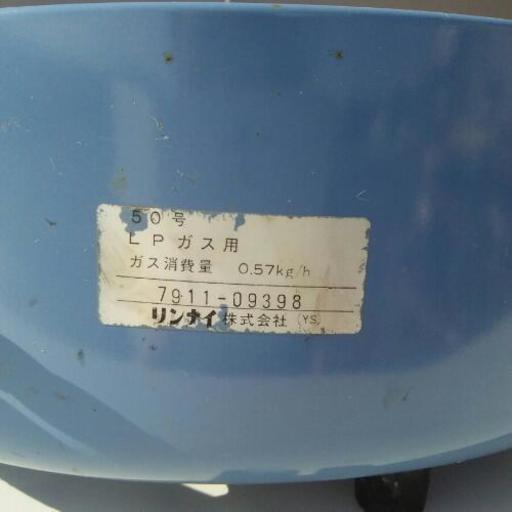 50号
LPガス用
ガス消費量 0.57kg/h
7911-09398
リンナイ株式会社 (YS)